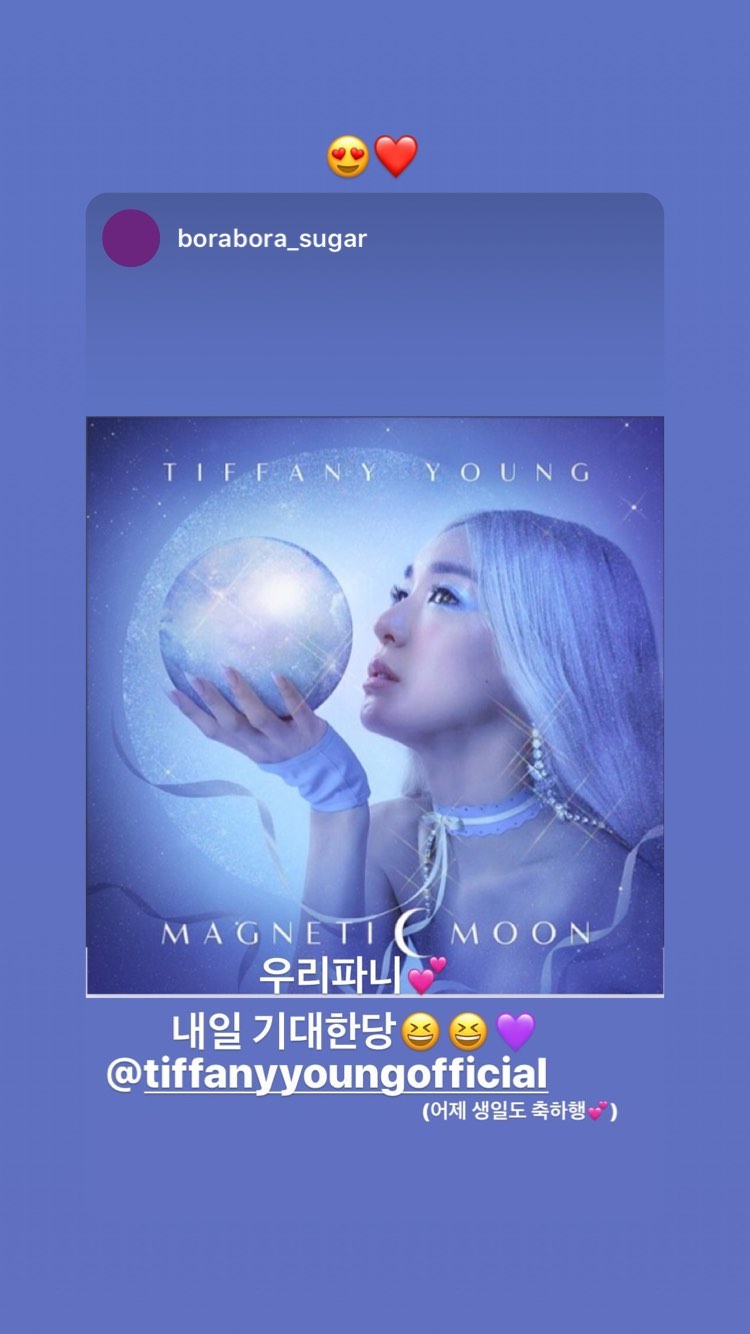 😍❤️
borabora_sugar
TIFFANY YOUNG
MAGNETIC MOON
우리파니💕
내일 기대한당😆😆💜
@tiffanyyoungofficial
(어제 생일도 축하행💕)